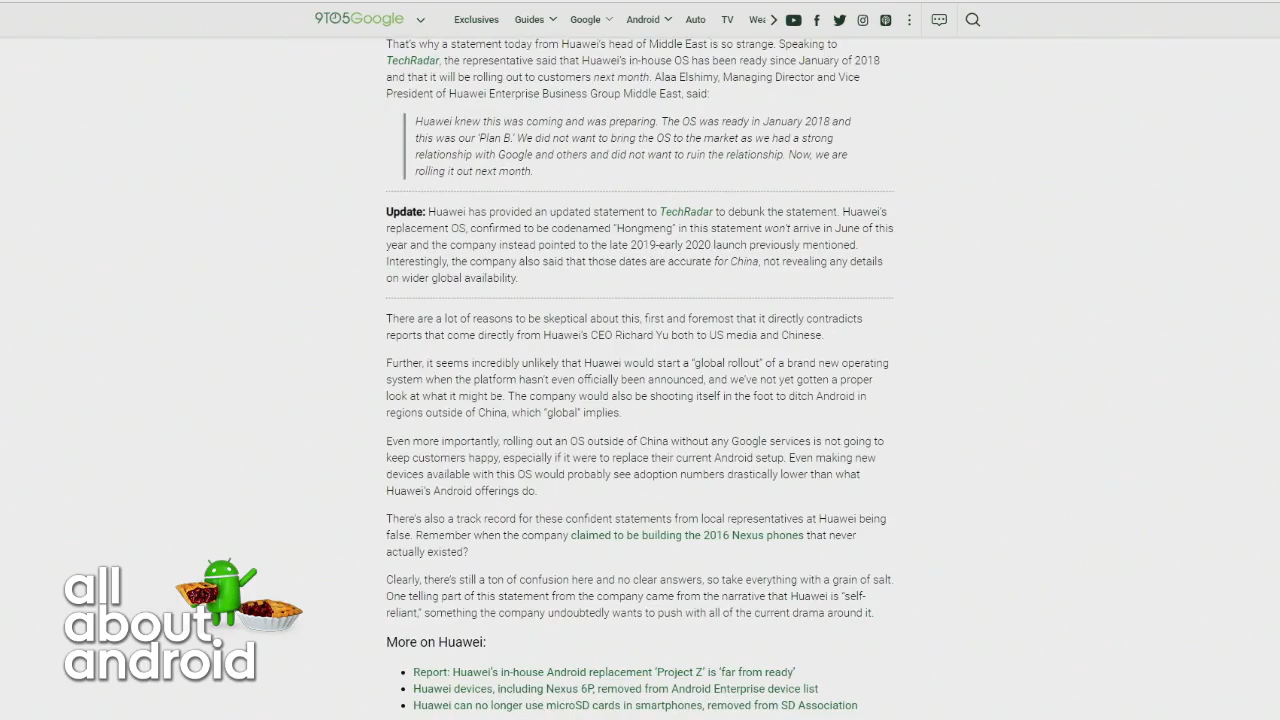 9TO5Google
Exclusives Guides Google Android Auto TV
That's why a statement today from Huawei's head of Middle East is so strange. Speaking to
TechRadar, the representative said that Huawei's in-house OS has been ready since January of 2018
and that it will be rolling out to customers next month. Alaa Elshimy, Managing Director and Vice
President of Huawei Enterprise Business Group Middle East, said:
Huawei knew this was coming and was preparing. The OS was ready in January 2018 and
this was our 'Plan B.' We did not want to bring the OS to the market as we had a strong
relationship with Google and others and did not want to ruin the relationship. Now, we are
rolling it out next month.
Update: Huawei has provided an updated statement to TechRadar to debunk the statement. Huawei's
replacement OS, confirmed to be codenamed "Hongmeng" in this statement won't arrive in June of this
year and the company instead pointed to the late 2019-early 2020 launch previously mentioned.
Interestingly, the company also said that those dates are accurate for China, not revealing any details
on wider global availability.
There are a lot of reasons to be skeptical about this, first and foremost that it directly contradicts
reports that come directly from Huawei's CEO Richard Yu both to US media and Chinese.
Further, it seems incredibly unlikely that Huawei would start a "global rollout" of a brand new operating
system when the platform hasn't even officially been announced, and we've not yet gotten a proper
look at what it might be. The company would also be shooting itself in the foot to ditch Android in
regions outside of China, which "global" implies.
Even more importantly, rolling out an OS outside of China without any Google services is not going to
keep customers happy, especially if it were to replace their current Android setup. Even making new
devices available with this OS would probably see adoption numbers drastically lower than what
Huawei's Android offerings do.
There's also a track record for these confident statements from local representatives at Huawei being
false. Remember when the company claimed to be building the 2016 Nexus phones that never
actually existed?
Clearly, there's still a ton of confusion here and no clear answers, so take everything with a grain of salt.
One telling part of this statement from the company came from the narrative that Huawei is "self-
reliant," something the company undoubtedly wants to push with all of the current drama around it.
More on Huawei:
Report: Huawei's in-house Android replacement 'Project Z' is 'far from ready'
Huawei devices, including Nexus 6P, removed from Android Enterprise device list
Huawei can no longer use microSD cards in smartphones, removed from SD Association
all
about
android